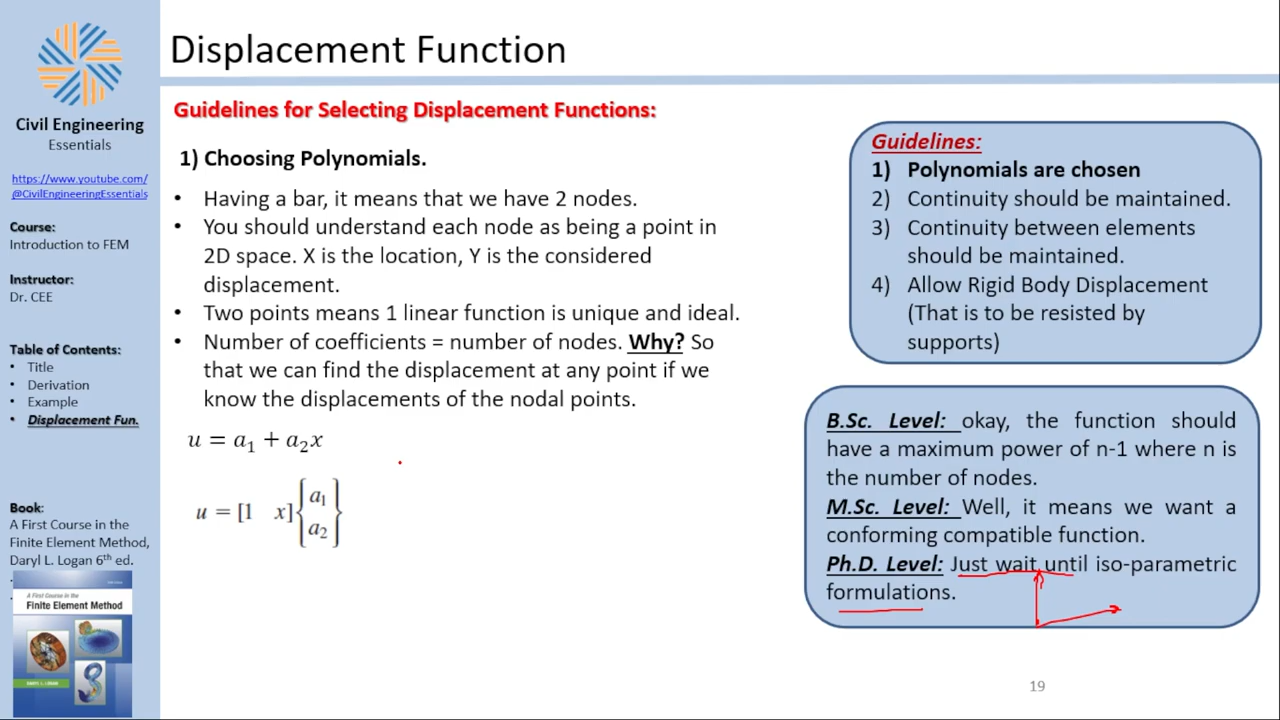 Displacement Function
Civil Engineering
Essentials
https://www.youtube.com/
@CivilEngineeringEssentials
Course:
Introduction to FEM
Instructor:
Dr. CEE
Table of Contents:
• Title
• Derivation
• Example
• Displacement Fun.
Book:
A First Course in the
Finite Element Method,
Daryl L. Logan 6th ed.
A First Course in the
Finite Element Method
DARYL L. LOGAN
Guidelines for Selecting Displacement Functions:
1) Choosing Polynomials.
• Having a bar, it means that we have 2 nodes.
• You should understand each node as being a point in
2D space. X is the location, Y is the considered
displacement.
• Two points means 1 linear function is unique and ideal.
• Number of coefficients = number of nodes. Why? So
that we can find the displacement at any point if we
know the displacements of the nodal points.
u = a₁ + a₂x
u = [1 x]{a₁ a₂}
Guidelines:
1) Polynomials are chosen
2) Continuity should be maintained.
3) Continuity between elements
should be maintained.
4) Allow Rigid Body Displacement
(That is to be resisted by
supports)
B.Sc. Level: okay, the function should
have a maximum power of n-1 where n is
the number of nodes.
M.Sc. Level: Well, it means we want a
conforming compatible function.
Ph.D. Level: Just wait until iso-parametric
formulations.
19